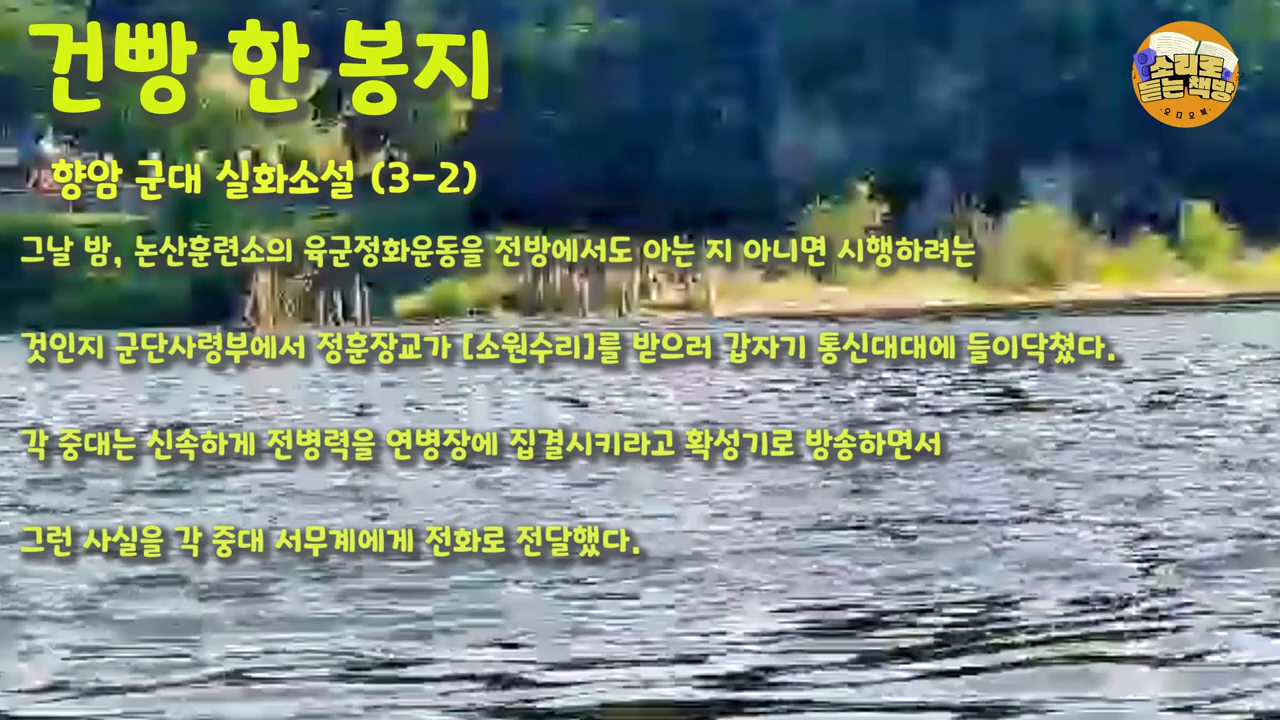 건빵 한 봉지
소리로
듣는 책방
·오디오북·
향암 군대 실화소설 (3-2)
그날 밤, 논산훈련소의 육군정화운동을 전방에서도 아는 지 아니면 시행하려는
것인지 군단사령부에서 정훈장교가 [소원수리]를 받으러 갑자기 통신대대에 들이닥쳤다.
각 중대는 신속하게 전병력을 연병장에 집결시키라고 확성기로 방송하면서
그런 사실을 각 중대 서무계에게 전화로 전달했다.